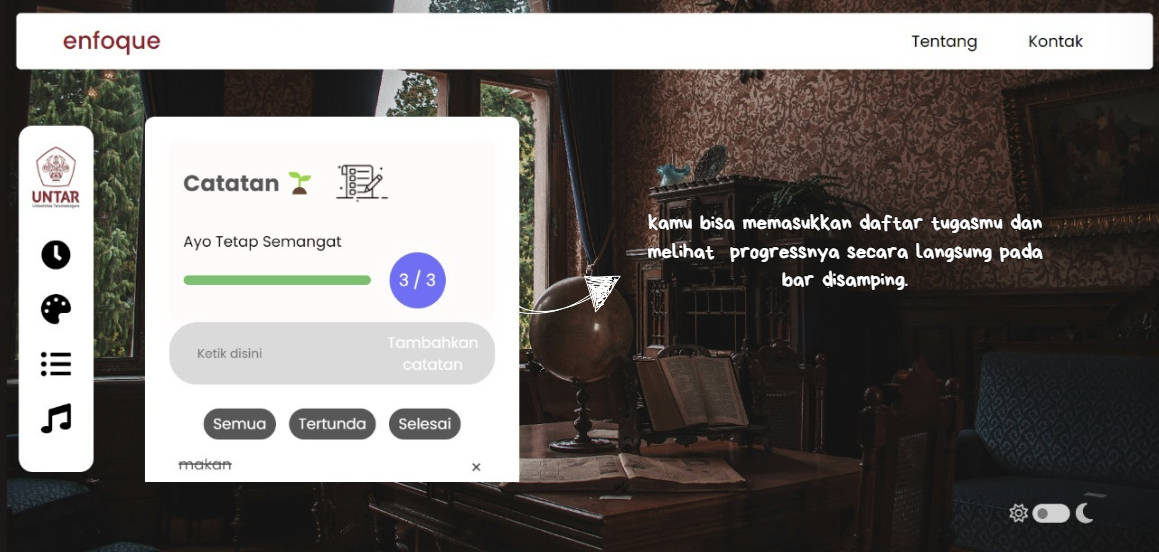 enfoque
Tentang
Kontak
UNTAR
Universitas Tarumanagara
Catatan
Ayo Tetap Semangat
3 / 3
Ketik disini
Tambahkan
catatan
Semua
Tertunda
Selesai
makan
×
kamu bisa memasukkan daftar tugasmu dan
melihat progressnya secara langsung pada
bar disamping.